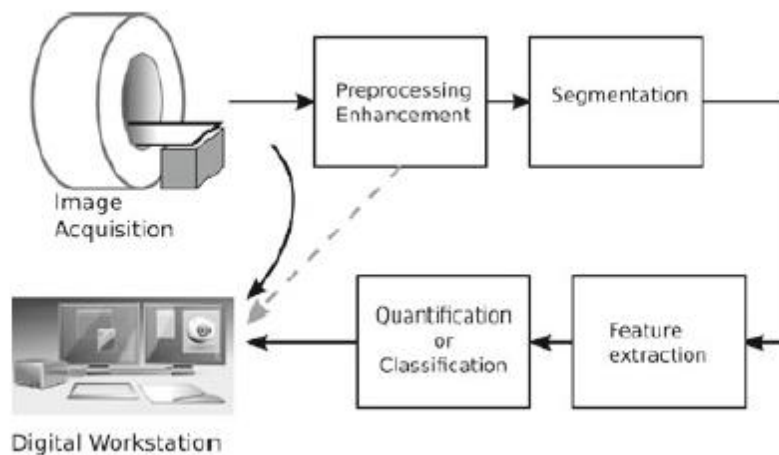 Preprocessing
Enhancement
Segmentation
Image
Acquisition
Quantification
or
Classification
Feature
extraction
Digital Workstation